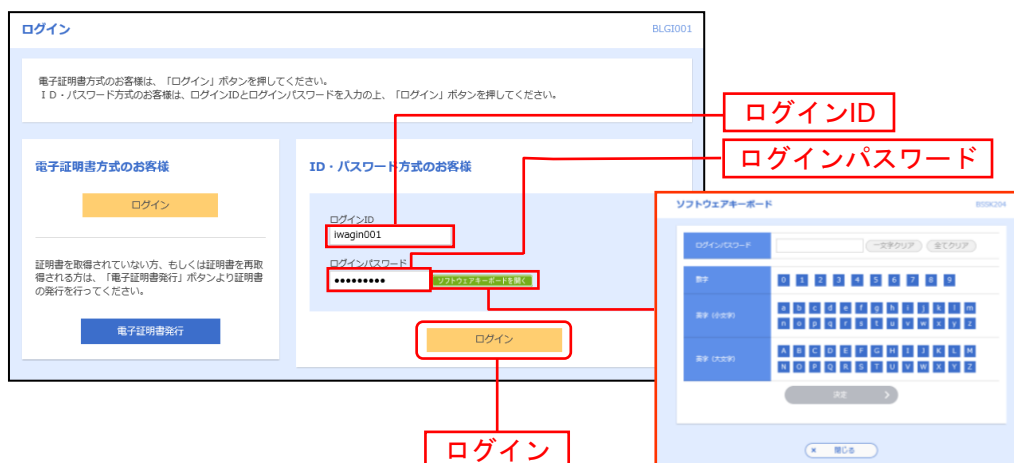 ログイン
BLGI001
電子証明書方式のお客様は、「ログイン」ボタンを押してください。
ＩＤ・パスワード方式のお客様は、ログインIDとログインパスワードを入力の上、「ログイン」ボタンを押してください。
ログインID
ログインパスワード
電子証明書方式のお客様
ログイン
証明書を取得されていない方、もしくは証明書を再取
得される方は、「電子証明書発行」ボタンより証明書
の発行を行ってください。
電子証明書発行
ID・パスワード方式のお客様
ログインID
iwagin001
ログインパスワード
●●●●●●●●●
ソフトウェアキーボードを開く
ログイン
ログイン
ソフトウェアキーボード
BSSK204
ログインパスワード
一文字クリア
全てクリア
数字
0 1 2 3 4 5 6 7 8 9
英字 (小文字)
a b c d e f g h i j k l m
n o p q r s t u v w x y z
英字 (大文字)
A B C D E F G H I J K L M
N O P Q R S T U V W X Y Z
決定
× 閉じる